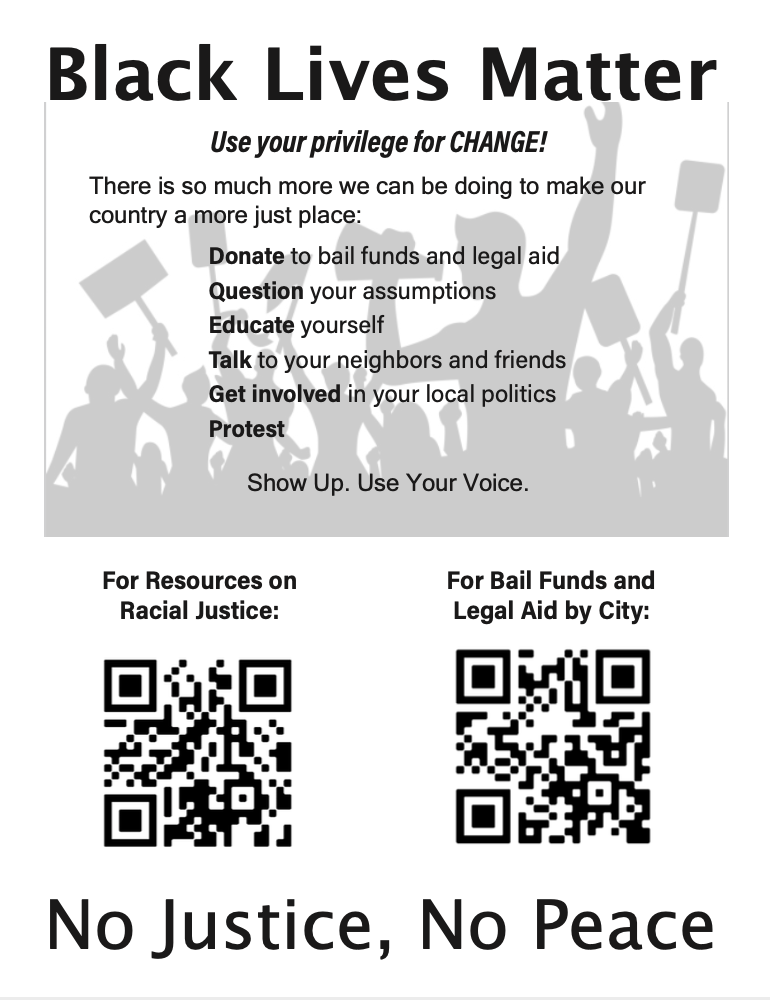 Black Lives Matter
Use your privilege for CHANGE!
There is so much more we can be doing to make our
country a more just place:
Donate to bail funds and legal aid
Question your assumptions
Educate yourself
Talk to your neighbors and friends
Get involved in your local politics
Protest
Show Up. Use Your Voice.
For Resources on
Racial Justice:
For Bail Funds and
Legal Aid by City:
No Justice, No Peace